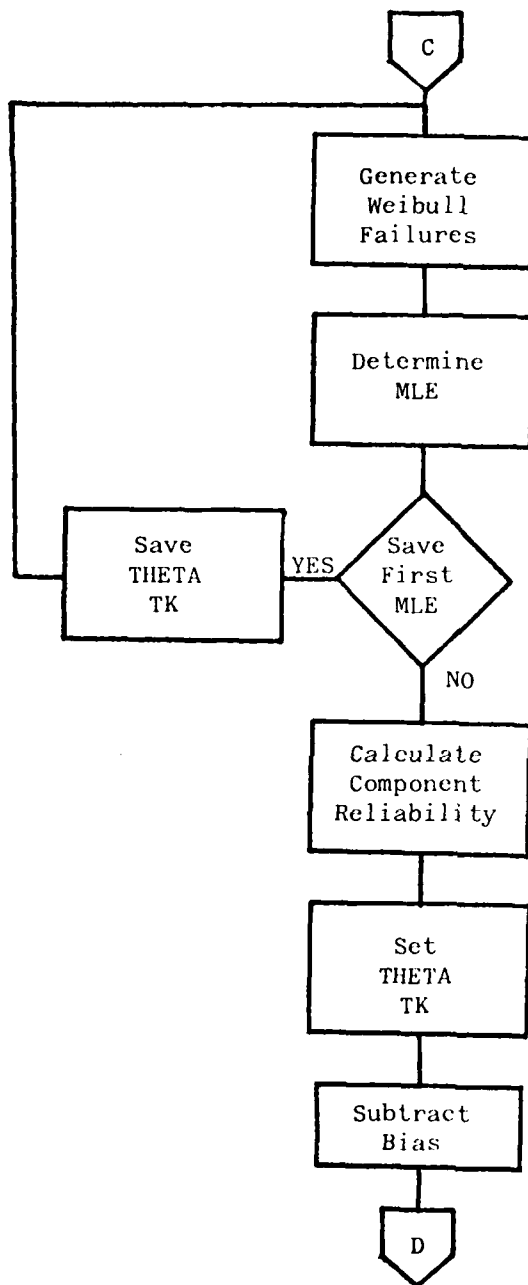 C
Generate
Weibull
Failures
Determine
MLE
Save
THETA
TK
YES
Save
First
MLE
NO
Calculate
Component
Reliability
Set
THETA
TK
Subtract
Bias
D